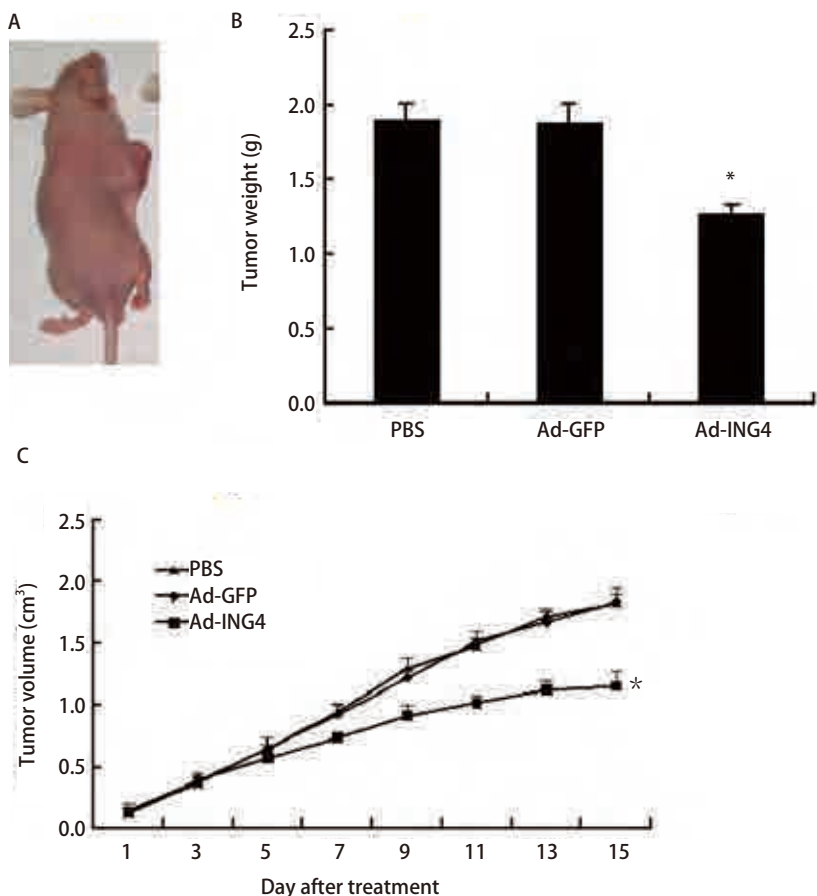 A
B
2.5
2.0
1.5
1.0
0.5
0.0
Tumor weight (g)
*
PBS Ad-GFP Ad-ING4
C
2.5
2.0
1.5
1.0
0.5
0.0
Tumor volume (cm³)
PBS
Ad-GFP
Ad-ING4
*
1 3 5 7 9 11 13 15
Day after treatment